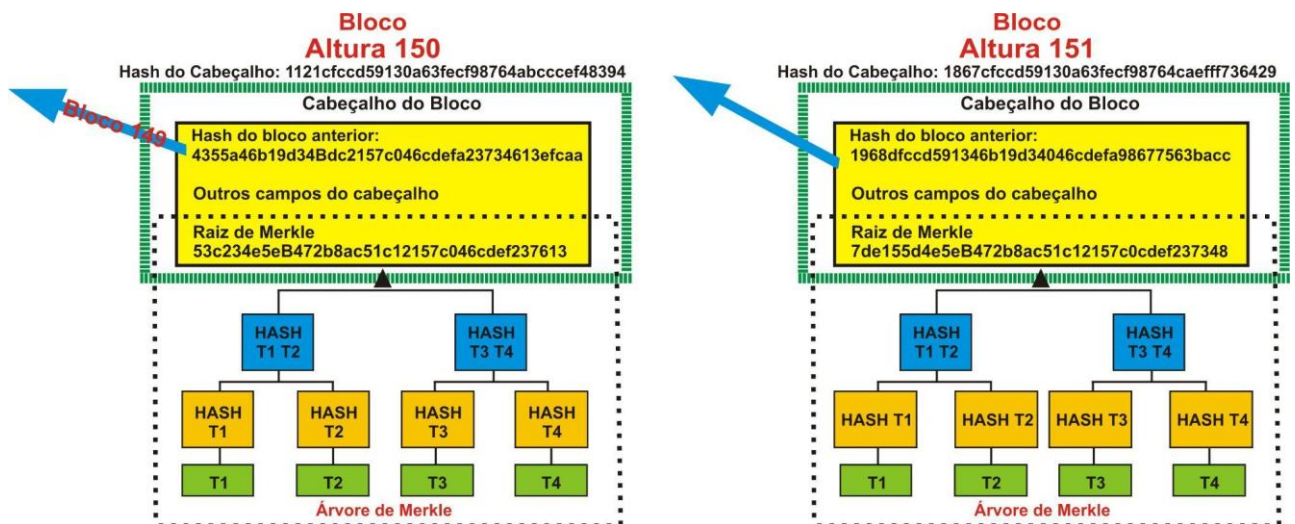 Bloco
Altura 150
Hash do Cabeçalho: 1121cfccd59130a63fecf98764abcccef48394
Bloco 149
Cabeçalho do Bloco
Hash do bloco anterior:
4355a46b19d34Bdc2157c046cdefa23734613efcaa
Outros campos do cabeçalho
Raiz de Merkle
53c234e5eB472b8ac51c12157c046cdef237613
HASH
T1 T2
HASH
T3 T4
HASH
T1
HASH
T2
HASH
T3
HASH
T4
T1
T2
T3
T4
Árvore de Merkle
Bloco
Altura 151
Hash do Cabeçalho: 1867cfccd59130a63fecf98764caefff736429
Cabeçalho do Bloco
Hash do bloco anterior:
1968dfccd591346b19d34046cdefa98677563bacc
Outros campos do cabeçalho
Raiz de Merkle
7de155d4e5eB472b8ac51c12157c0cdef237348
HASH
T1 T2
HASH
T3 T4
HASH T1
HASH T2
HASH T3
HASH T4
T1
T2
T3
T4
Árvore de Merkle